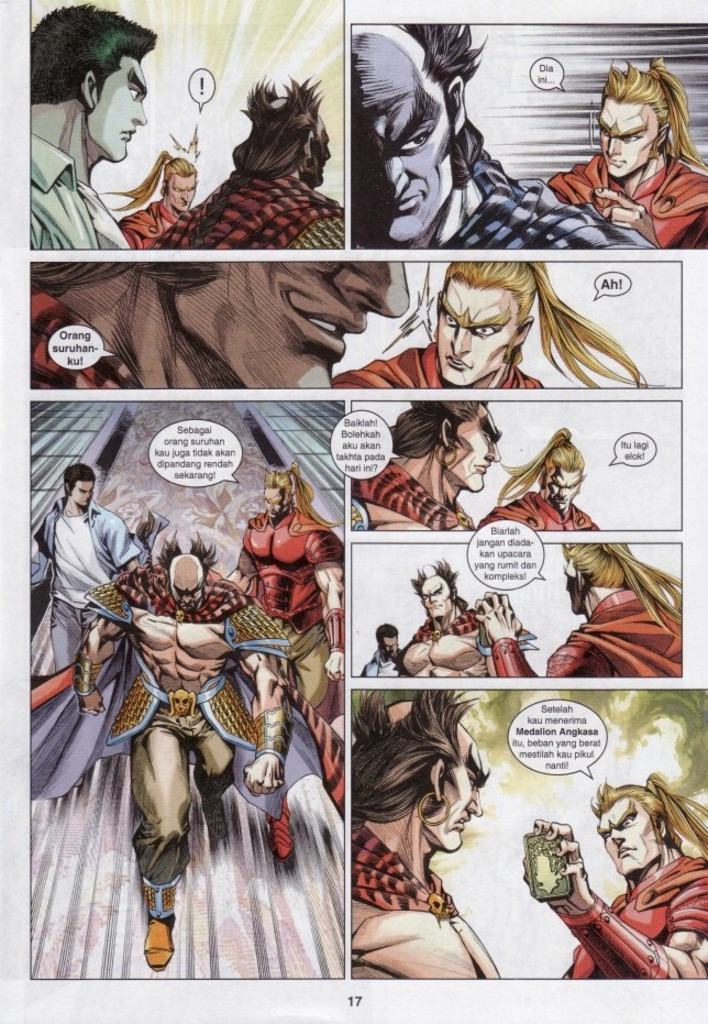 !
Dia
ini...
Orang
suruhan-
ku!
Ah!
Sebagai
orang suruhan
kau juga tidak akan
dipandang rendah
sekarang!
Baiklah!
Bolehkah
aku akan
takhta pada
hari ini?
Itu lagi
elok!
Biarlah
jangan diada-
kan upacara
yang rumit dan
kompleks!
Setelah
kau menerima
Medalion Angkasa
itu, beban yang berat
mestilah kau pikul
nanti!
17